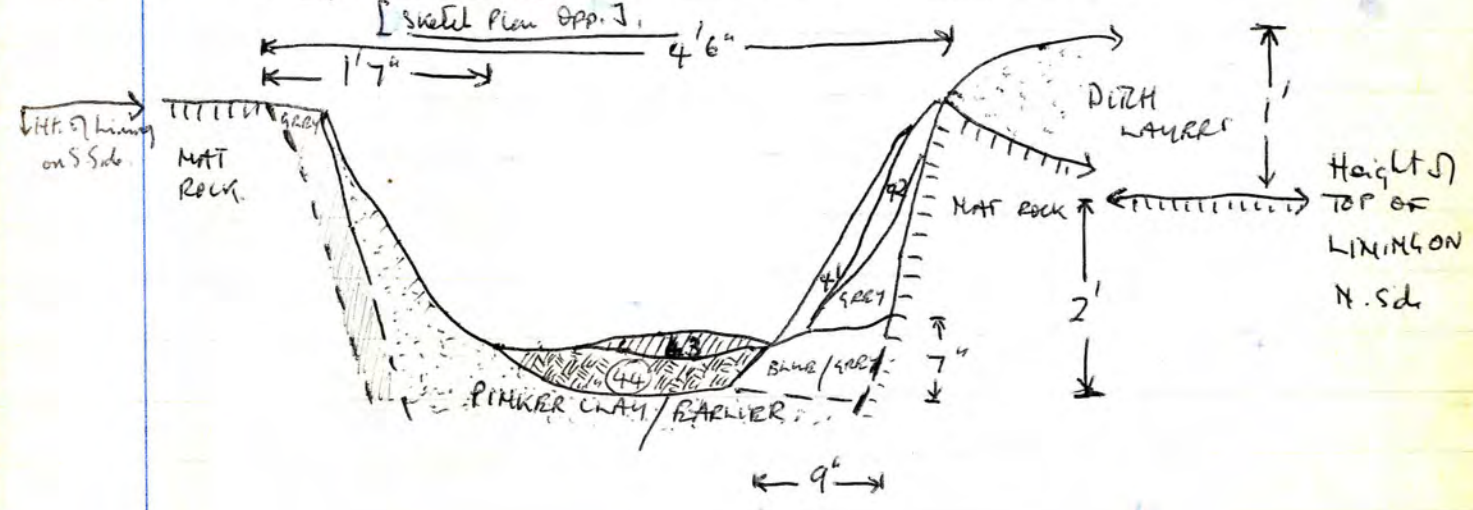 [Sketch Plan Opp.].
4'6"
1'7"
Ht. of Lining
on S Side.
GREY
NAT
ROCK.
DITCH
LAYERS
1'
Height of
TOP OF
LINING ON
N. Side
NAT ROCK
42
41
GREY
2'
7"
43
44
BLUE/GREY
PINKER CLAY / EARLIER
9"